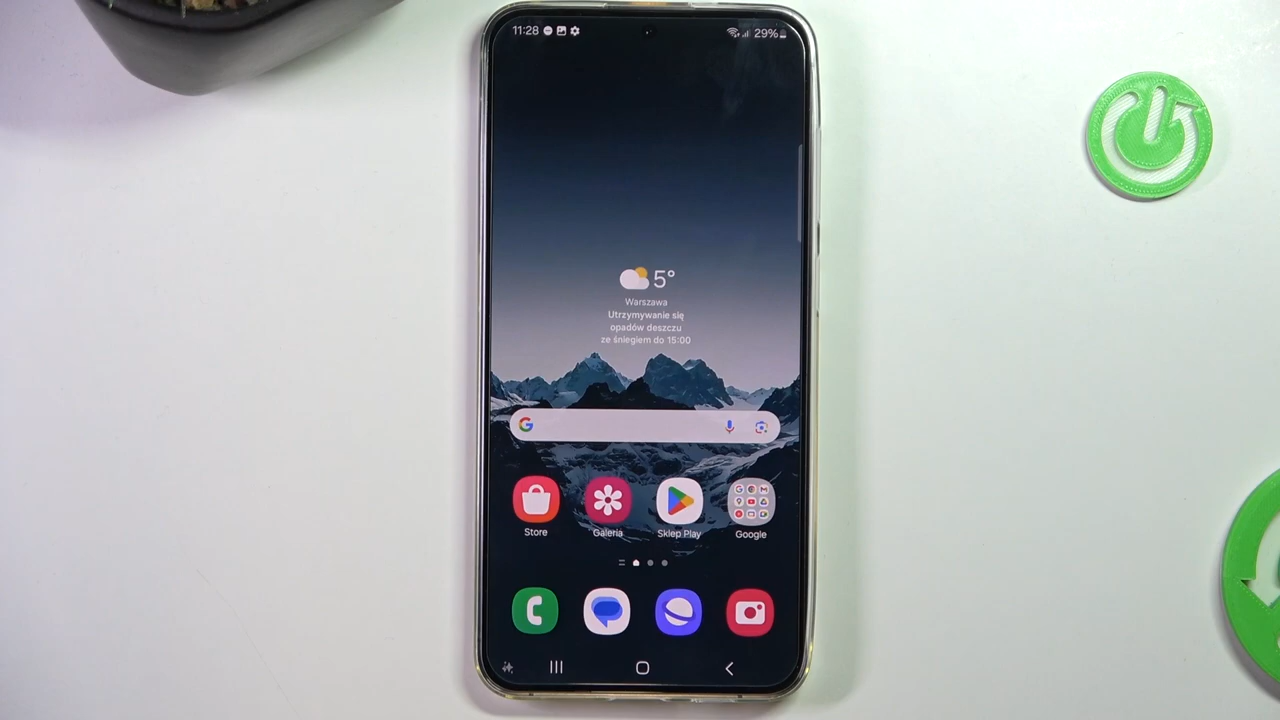 11:28
29%
5°
Warszawa
Utrzymywanie się
opadów deszczu
ze śniegiem do 15:00
Store
Galeria
Sklep Play
Google